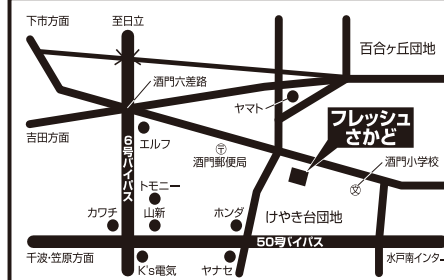 下市方面
至日立
百合ヶ丘団地
酒門六差路
ヤマト
フレッシュ
さかど
吉田方面
6号バイパス
エルフ
〒
酒門郵便局
酒門小学校
文
トモニー
カワチ
山新
ホンダ
けやき台団地
50号バイパス
千波・笠原方面
K's電気
ヤナセ
水戸南インター